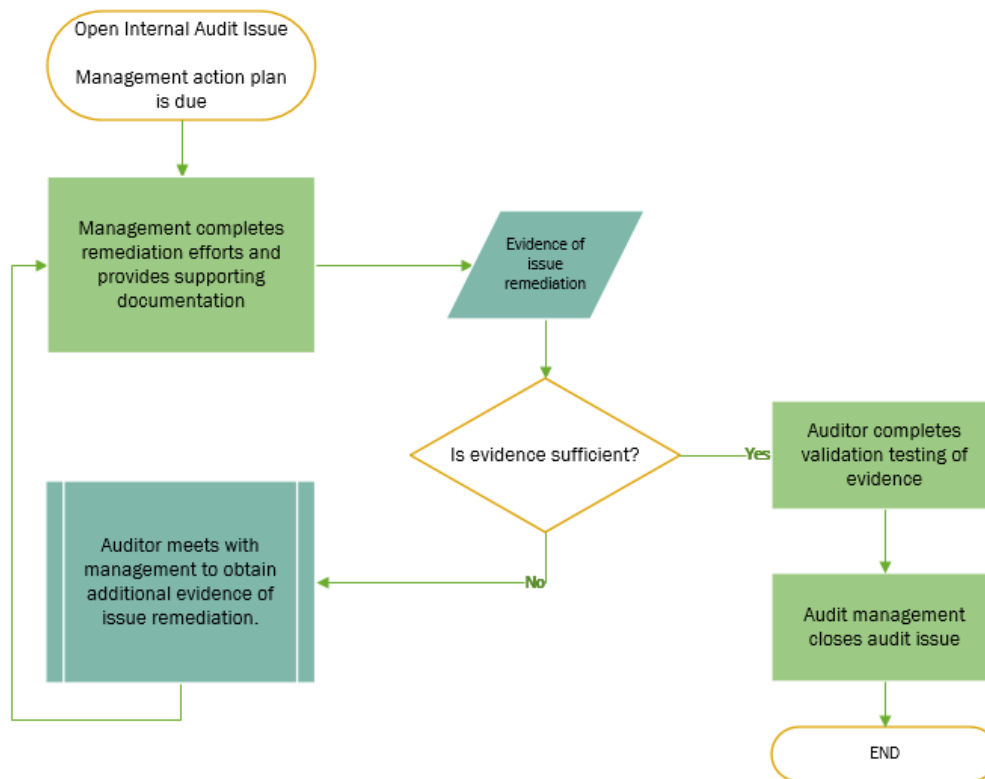 Open Internal Audit Issue
Management action plan
is due
Management completes
remediation efforts and
provides supporting
documentation
Evidence of
issue
remediation
Is evidence sufficient?
Yes
Auditor completes
validation testing of
evidence
No
Auditor meets with
management to obtain
additional evidence of
issue remediation.
Audit management
closes audit issue
END